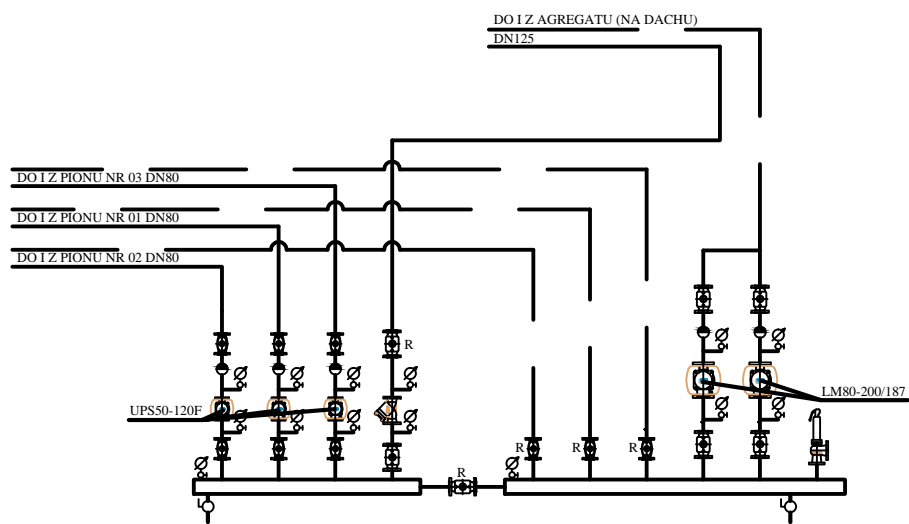 DO I Z AGREGATU (NA DACHU)
DN125
DO I Z PIONU NR 03 DN80
DO I Z PIONU NR 01 DN80
DO I Z PIONU NR 02 DN80
R
UPS50-120F
LM80-200/187
R
R
R
R